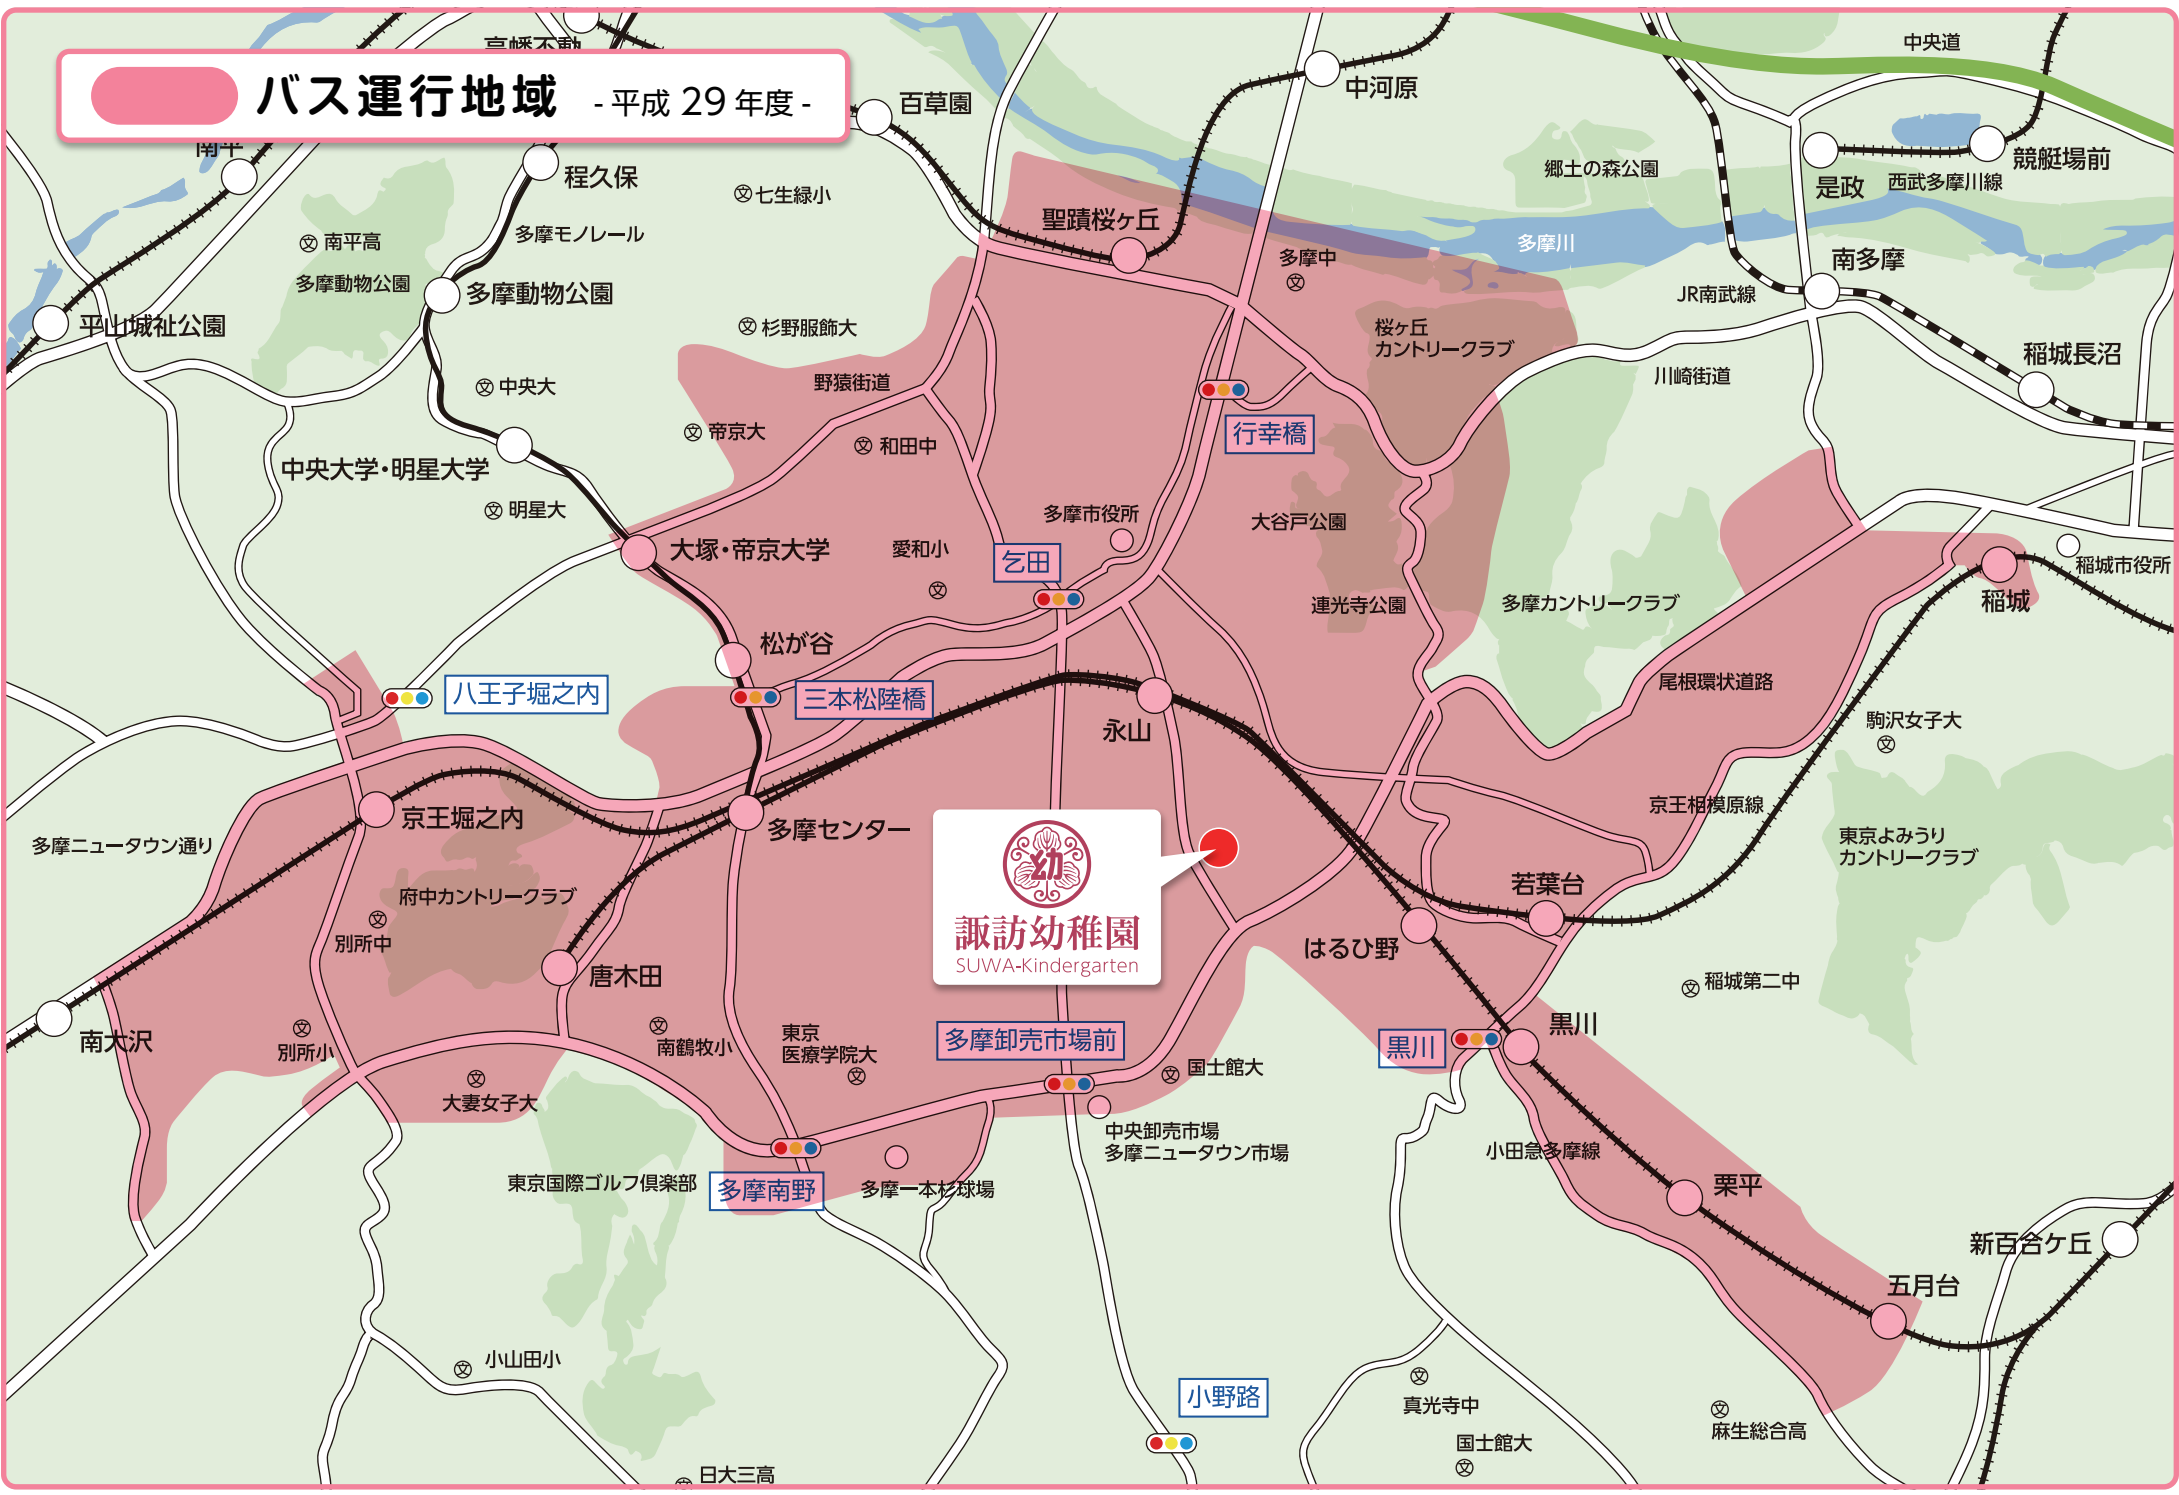 高幡不動
バス運行地域 - 平成 29 年度 -
中央道
百草園
中河原
南平
程久保
七生緑小
郷土の森公園
競艇場前
是政
西武多摩川線
聖蹟桜ヶ丘
南平高
多摩モノレール
多摩中
多摩川
南多摩
多摩動物公園
多摩動物公園
JR南武線
平山城祉公園
杉野服飾大
桜ヶ丘
カントリークラブ
稲城長沼
川崎街道
野猿街道
中央大
帝京大
和田中
行幸橋
中央大学・明星大学
明星大
多摩市役所
大谷戸公園
大塚・帝京大学
愛和小
乞田
稲城市役所
稲城
連光寺公園
多摩カントリークラブ
松が谷
八王子堀之内
三本松陸橋
尾根環状道路
永山
駒沢女子大
京王堀之内
多摩センター
京王相模原線
多摩ニュータウン通り
東京よみうり
カントリークラブ
幼
諏訪幼稚園
SUWA-Kindergarten
府中カントリークラブ
若葉台
別所中
はるひ野
唐木田
稲城第二中
南大沢
別所小
南鶴牧小
東京
医療学院大
多摩卸売市場前
黒川
黒川
国士館大
大妻女子大
中央卸売市場
多摩ニュータウン市場
小田急多摩線
東京国際ゴルフ倶楽部
多摩南野
多摩一本杉球場
栗平
新百合ケ丘
五月台
小山田小
小野路
真光寺中
国士館大
麻生総合高
日大三高